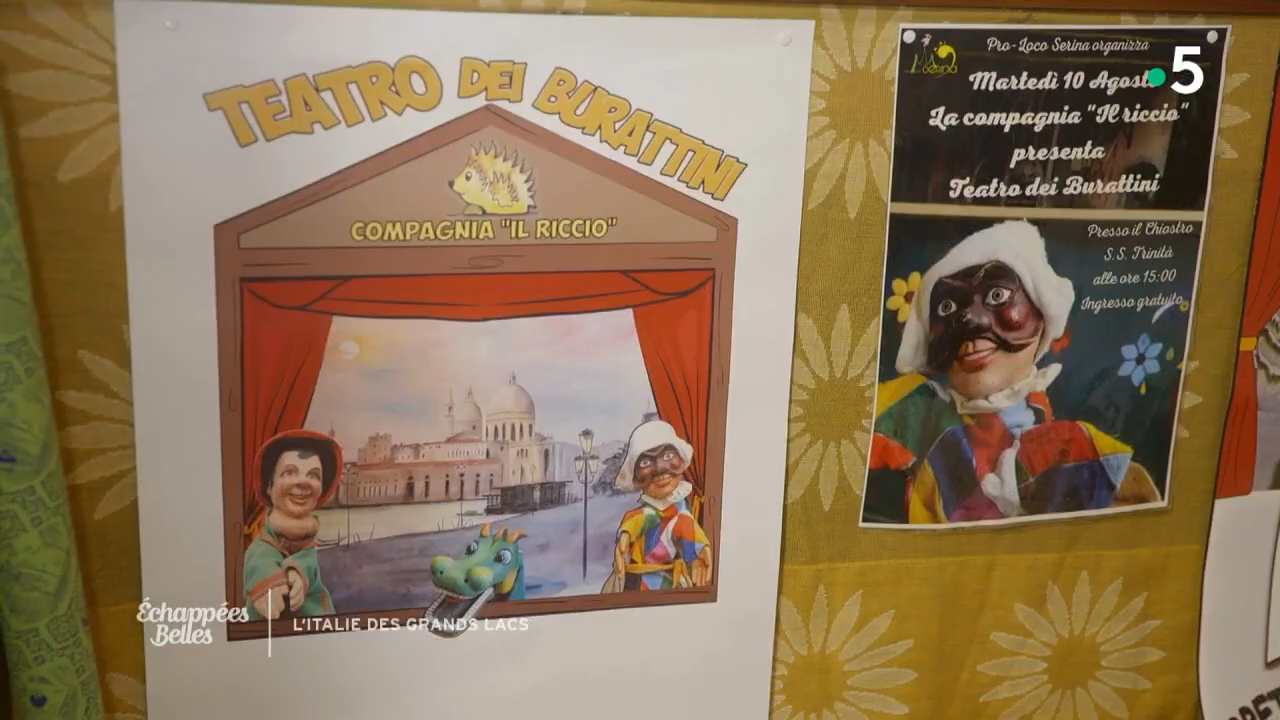 TEATRO DEI BURATTINI
COMPAGNIA "IL RICCIO"
Pro-Loco Serina organizza
Martedì 10 Agost
La compagnia "Il riccio"
presenta
Teatro dei Burattini
Presso il Chiostro
S.S. Trinità
alle ore 15:00
Ingresso gratuito
5
Échappées
Belles
L'ITALIE DES GRANDS LACS